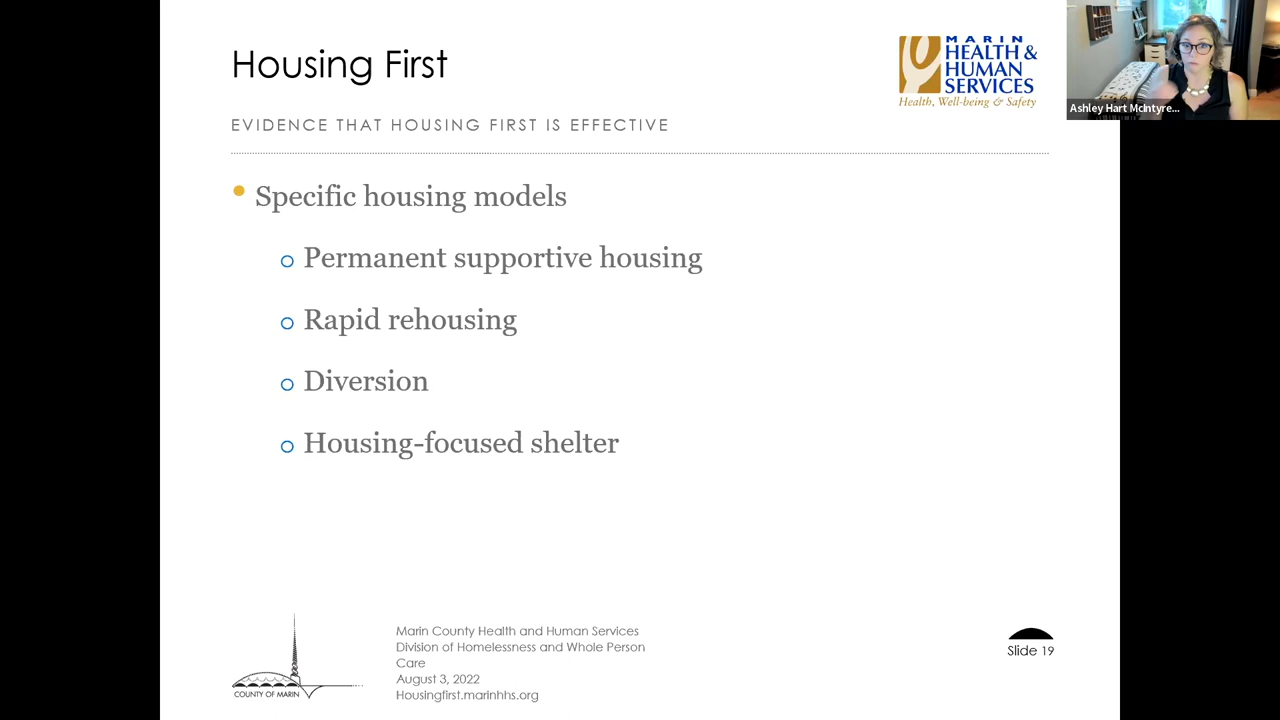 Housing First
MARIN
HEALTH &
HUMAN
SERVICES
Health, Well-being & Safety
Ashley Hart McIntyre...
EVIDENCE THAT HOUSING FIRST IS EFFECTIVE
Specific housing models
Permanent supportive housing
Rapid rehousing
Diversion
Housing-focused shelter
COUNTY OF MARIN
Marin County Health and Human Services
Division of Homelessness and Whole Person
Care
August 3, 2022
Housingfirst.marinhhs.org
Slide 19